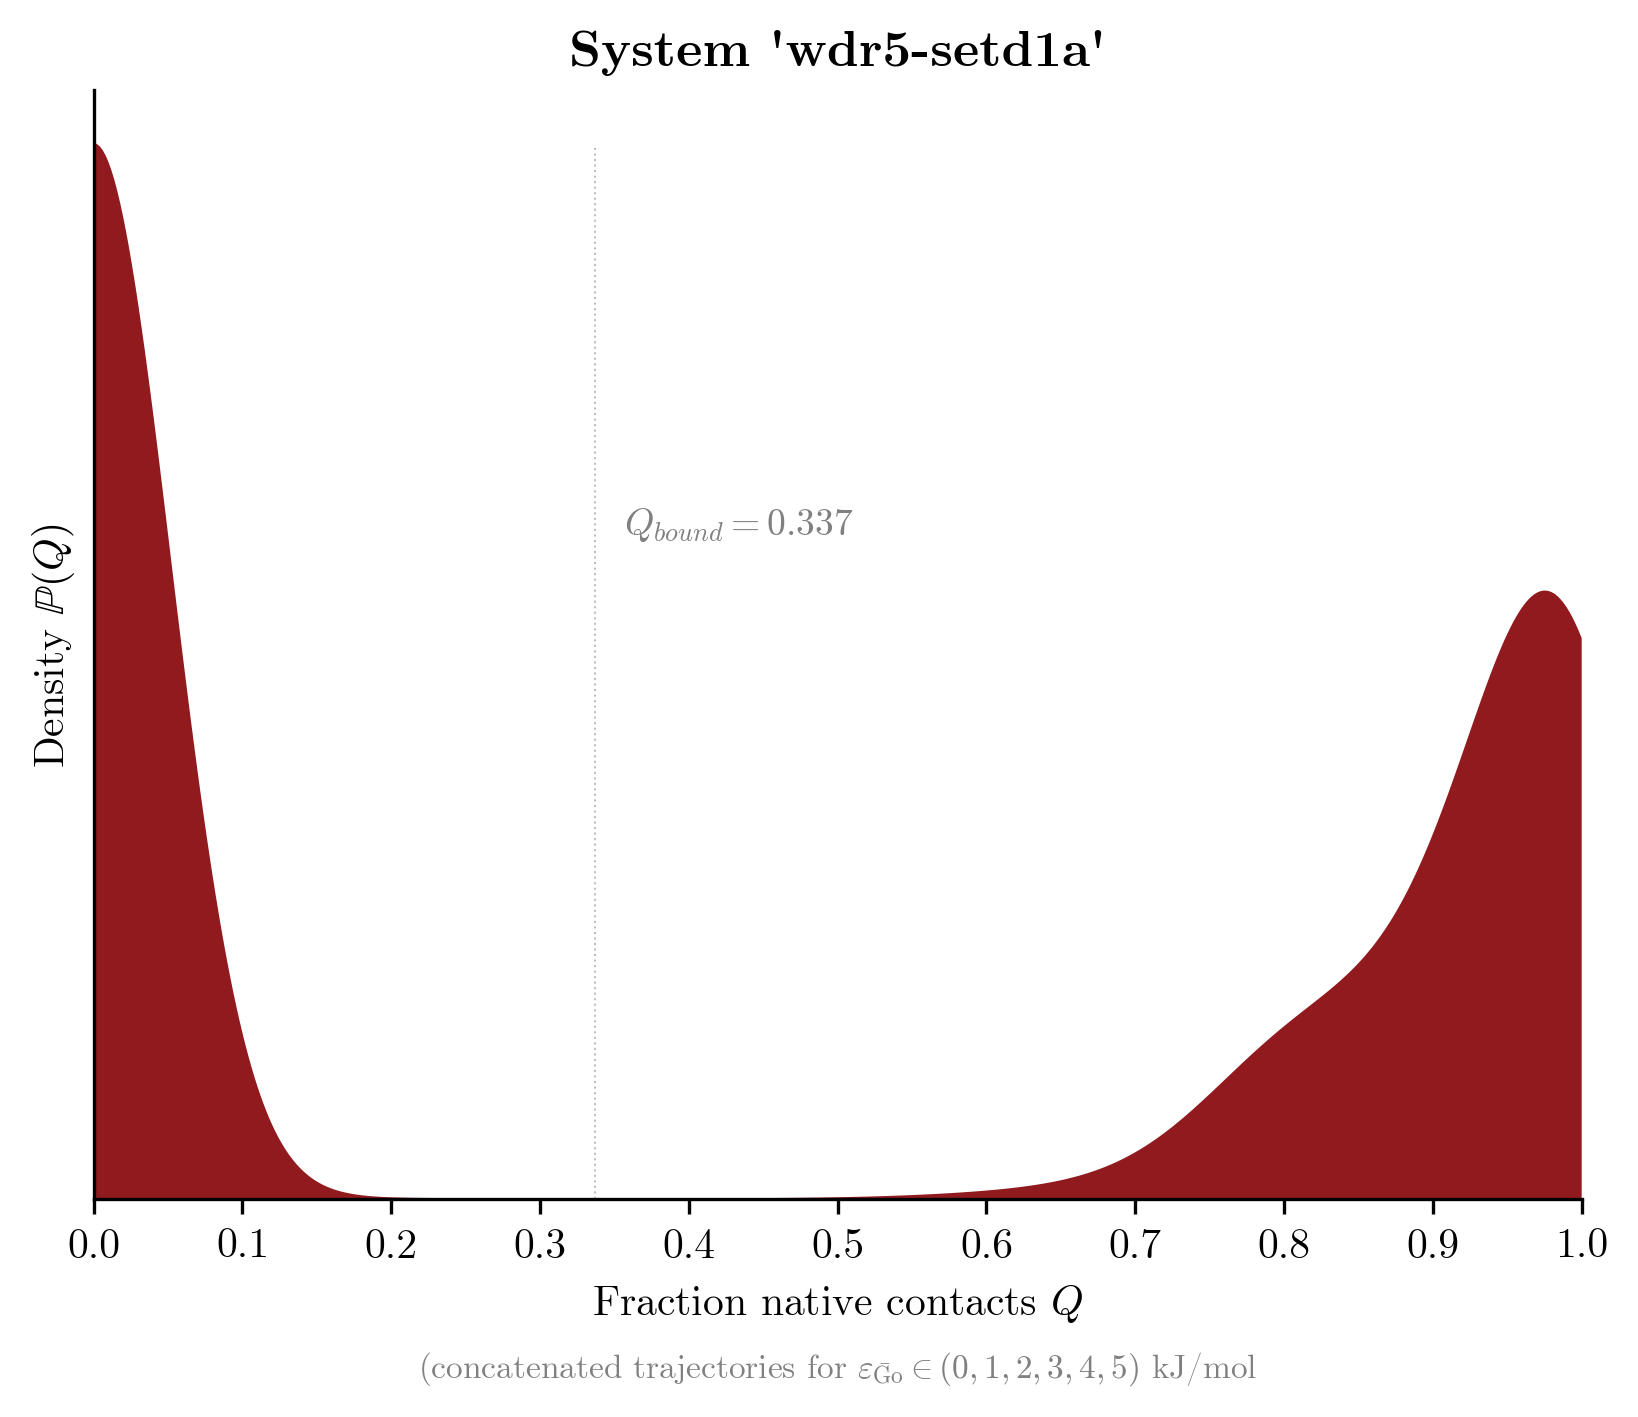 System 'wdr5-setd1a'
Density ℙ(Q)
Q_bound = 0.337
0.0 0.1 0.2 0.3 0.4 0.5 0.6 0.7 0.8 0.9 1.0
Fraction native contacts Q
(concatenated trajectories for ε_Ḡo ∈ (0, 1, 2, 3, 4, 5) kJ/mol